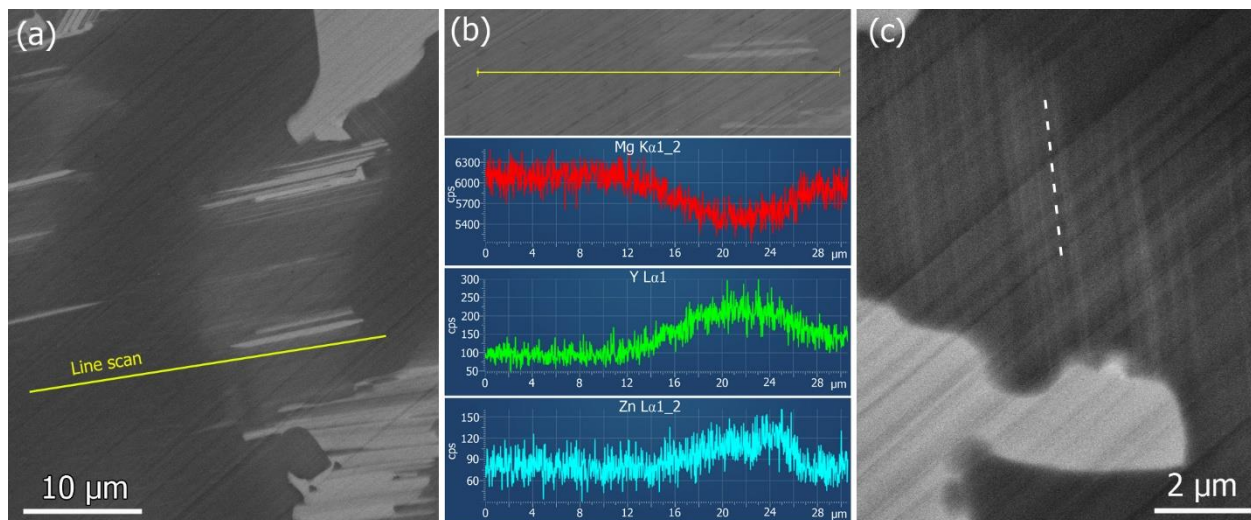 (a)
Line scan
10 µm
(b)
Mg Kα1_2
cps
6300
6000
5700
5400
0 4 8 12 16 20 24 28 µm
Y Lα1
cps
300
250
200
150
100
50
0 4 8 12 16 20 24 28 µm
Zn Lα1_2
cps
150
120
90
60
0 4 8 12 16 20 24 28 µm
(c)
2 µm